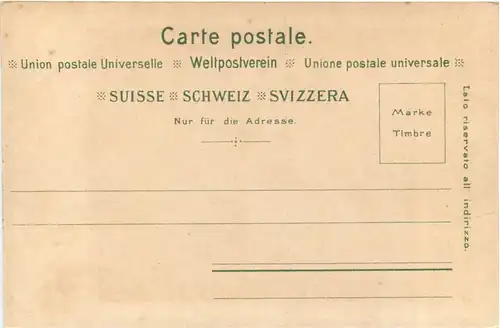 Carte postale.
Union postale Universelle ※ Weltpostverein ※ Unione postale universale
SUISSE ※ SCHWEIZ ※ SVIZZERA
Nur für die Adresse.
Marke
Timbre
Lato riservato all indirizzo.